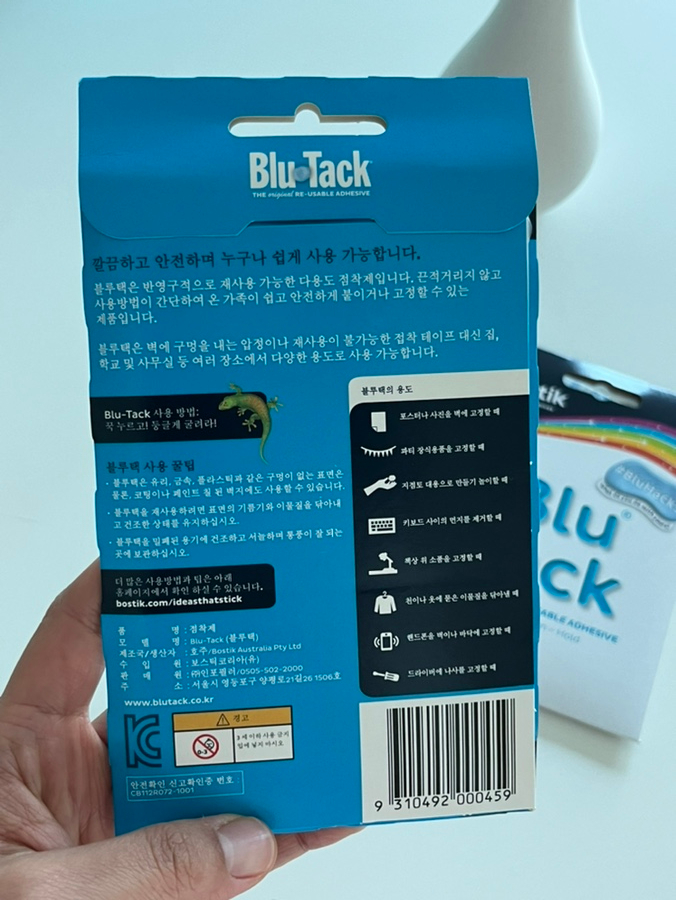 Blu Tack
THE original RE-USABLE ADHESIVE
깔끔하고 안전하며 누구나 쉽게 사용 가능합니다.
블루택은 반영구적으로 재사용 가능한 다용도 점착제입니다. 끈적거리지 않고
사용방법이 간단하여 온 가족이 쉽고 안전하게 붙이거나 고정할 수 있는
제품입니다.
블루택은 벽에 구멍을 내는 압정이나 재사용이 불가능한 접착 테이프 대신 집,
학교 및 사무실 등 여러 장소에서 다양한 용도로 사용 가능합니다.
Blu-Tack 사용 방법:
꾹 누르고! 둥글게 굴려라!
블루택 사용 꿀팁
· 블루택은 유리, 금속, 플라스틱과 같은 구멍이 없는 표면은
물론, 코팅이나 페인트 칠 된 벽지에도 사용할 수 있습니다.
· 블루택을 재사용하려면 표면의 기름기와 이물질을 닦아내
고 건조한 상태를 유지하십시오.
· 블루택을 밀폐된 용기에 건조하고 서늘하며 통풍이 잘 되는
곳에 보관하십시오.
더 많은 사용방법과 팁은 아래
홈페이지에서 확인 하실 수 있습니다.
bostik.com/ideasthatstick
블루택의 용도
포스터나 사진을 벽에 고정할 때
파티 장식용품을 고정할 때
지점토 대용으로 만들기 놀이할 때
키보드 사이의 먼지를 제거할 때
책상 위 소품을 고정할 때
천이나 옷에 묻은 이물질을 닦아낼 때
핸드폰을 벽이나 바닥에 고정할 때
드라이버에 나사를 고정할 때
품 명 : 점착제
모 델 명 : Blu-Tack (블루택)
제조국/생산자 : 호주/Bostik Australia Pty Ltd
수 입 원 : 보스틱코리아(유)
판 매 원 : ㈜인포펠러/0505-502-2000
주 소 : 서울시 영등포구 양평로21길26 1506호
www.blutack.co.kr
경고
0-3
3세 이하 사용 금지
입에 넣지 마시오
안전확인 신고확인증 번호 :
CB112R072-1001
9 310492 000459
stik
#BluHack
Blu®
ck
ABLE ADHESIVE
Hold